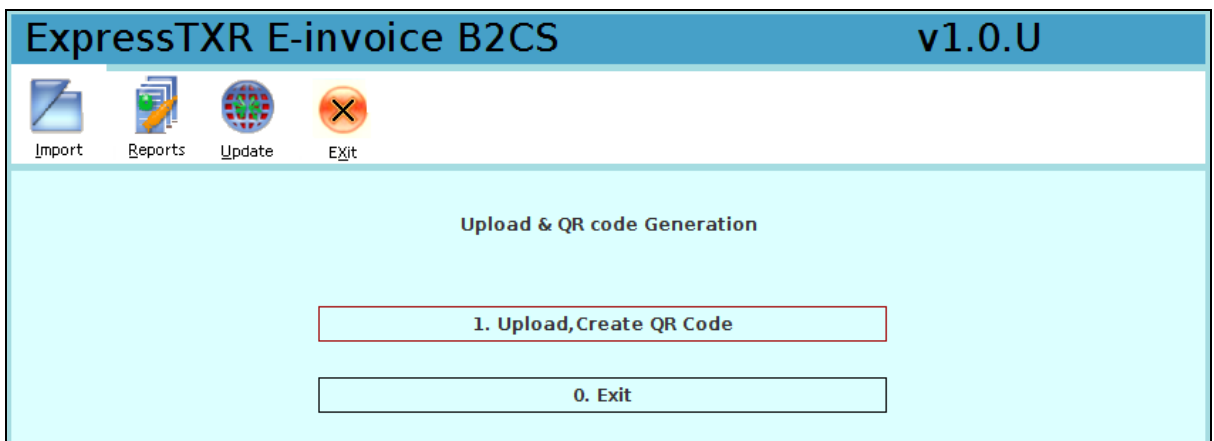 ExpressTXR E-invoice B2CS v1.0.U
Import Reports Update EXit
Upload & QR code Generation
1. Upload,Create QR Code
0. Exit